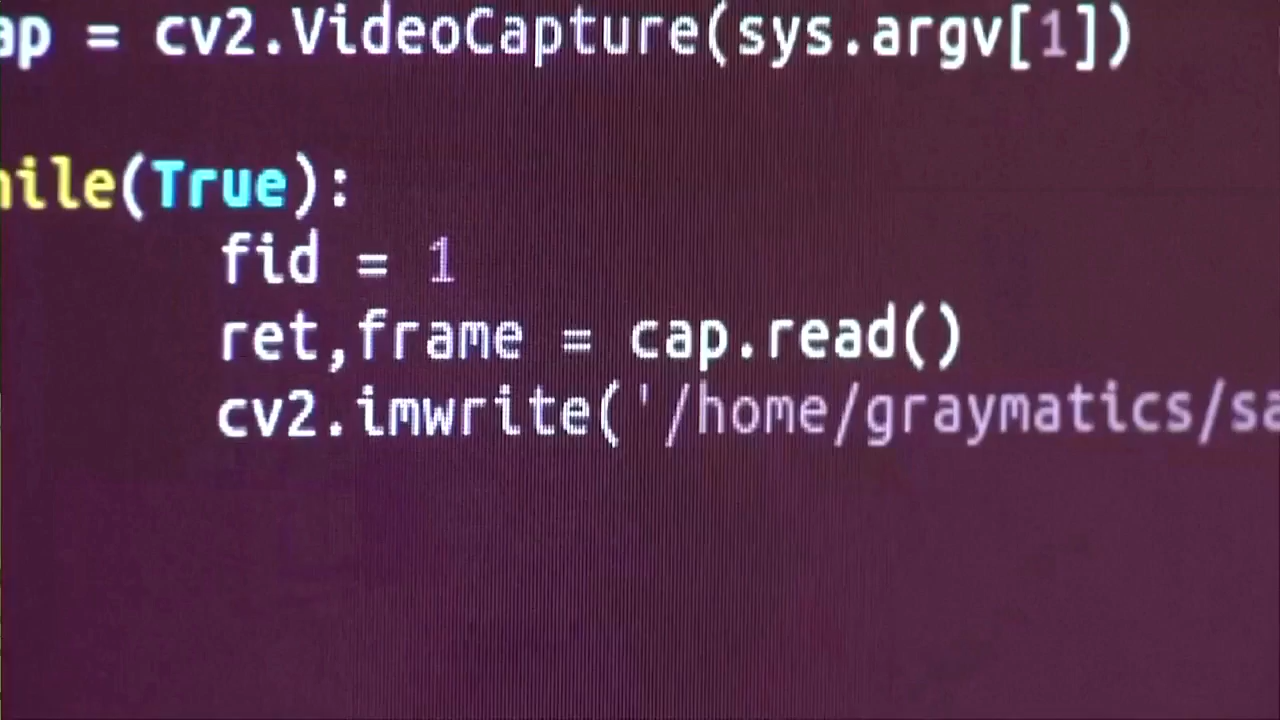 ap = cv2.VideoCapture(sys.argv[1])
hile(True):
fid = 1
ret,frame = cap.read()
cv2.imwrite('/home/graymatics/sa